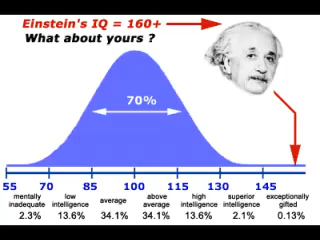 Einstein's IQ = 160+
What about yours ?
70%
55 70 85 100 115 130 145
mentally inadequate
2.3%
low intelligence
13.6%
average
34.1%
above average
34.1%
high intelligence
13.6%
superior intelligence
2.1%
exceptionally gifted
0.13%